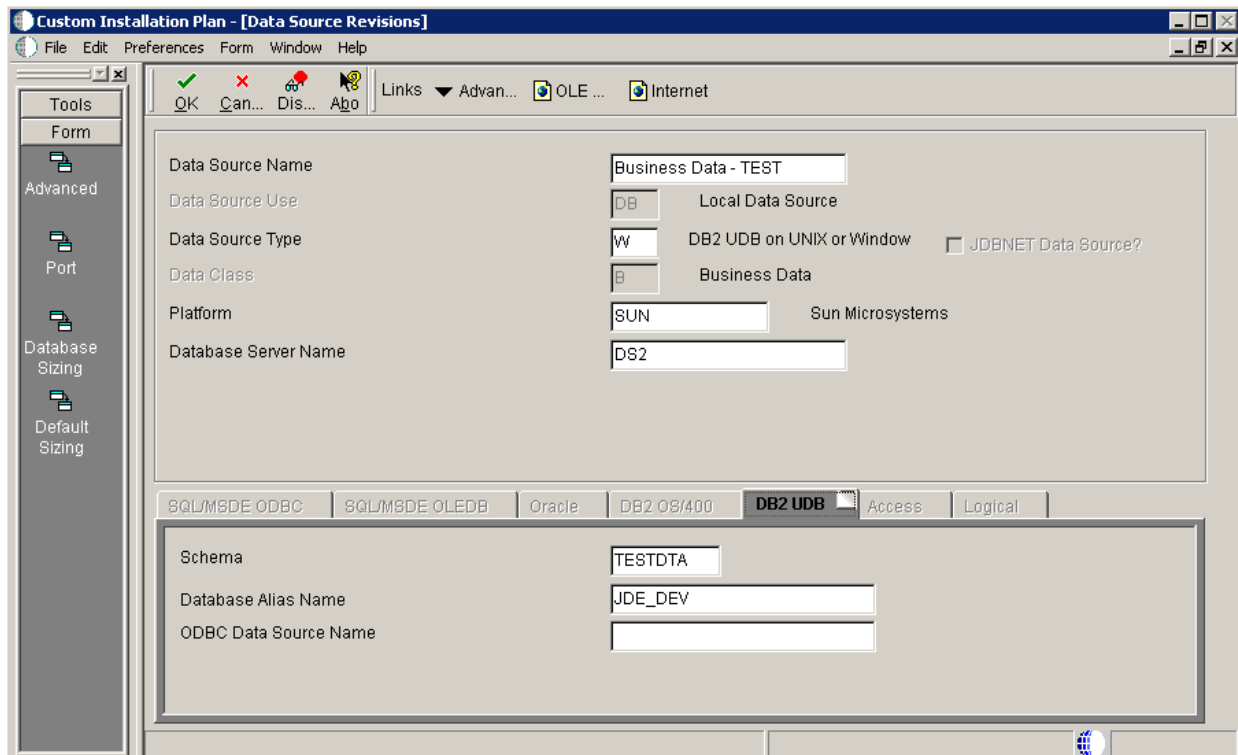 Custom Installation Plan - [Data Source Revisions]
File Edit Preferences Form Window Help
OK Can... Dis... Abo Links Advan... OLE ... Internet
Tools
Form
Advanced
Port
Database
Sizing
Default
Sizing
Data Source Name Business Data - TEST
Data Source Use DB Local Data Source
Data Source Type W DB2 UDB on UNIX or Window JDBNET Data Source?
Data Class B Business Data
Platform SUN Sun Microsystems
Database Server Name DS2
SQL/MSDE ODBC SQL/MSDE OLEDB Oracle DB2 OS/400 DB2 UDB Access Logical
Schema TESTDTA
Database Alias Name JDE_DEV
ODBC Data Source Name